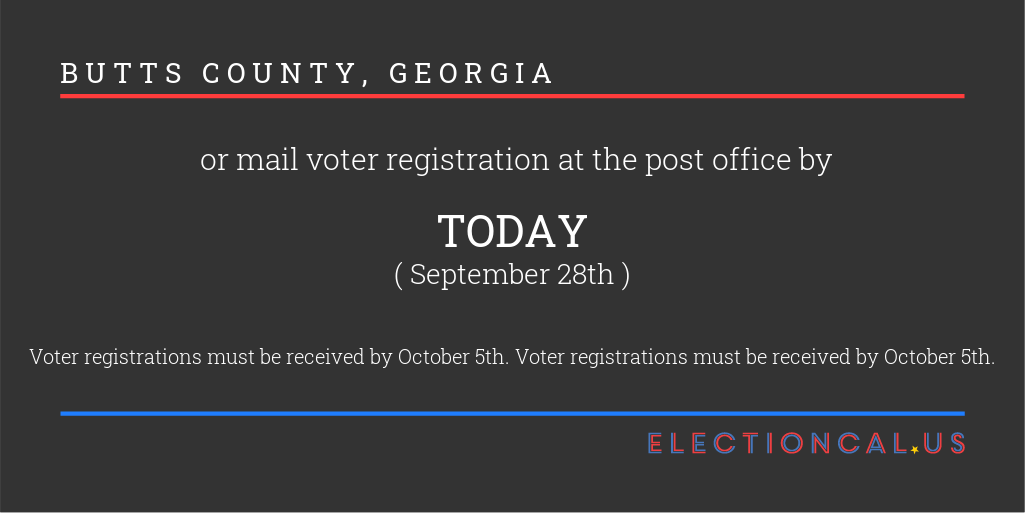 BUTTS COUNTY, GEORGIA
or mail voter registration at the post office by
TODAY
( September 28th )
Voter registrations must be received by October 5th. Voter registrations must be received by October 5th.
ELECTIONCAL.US